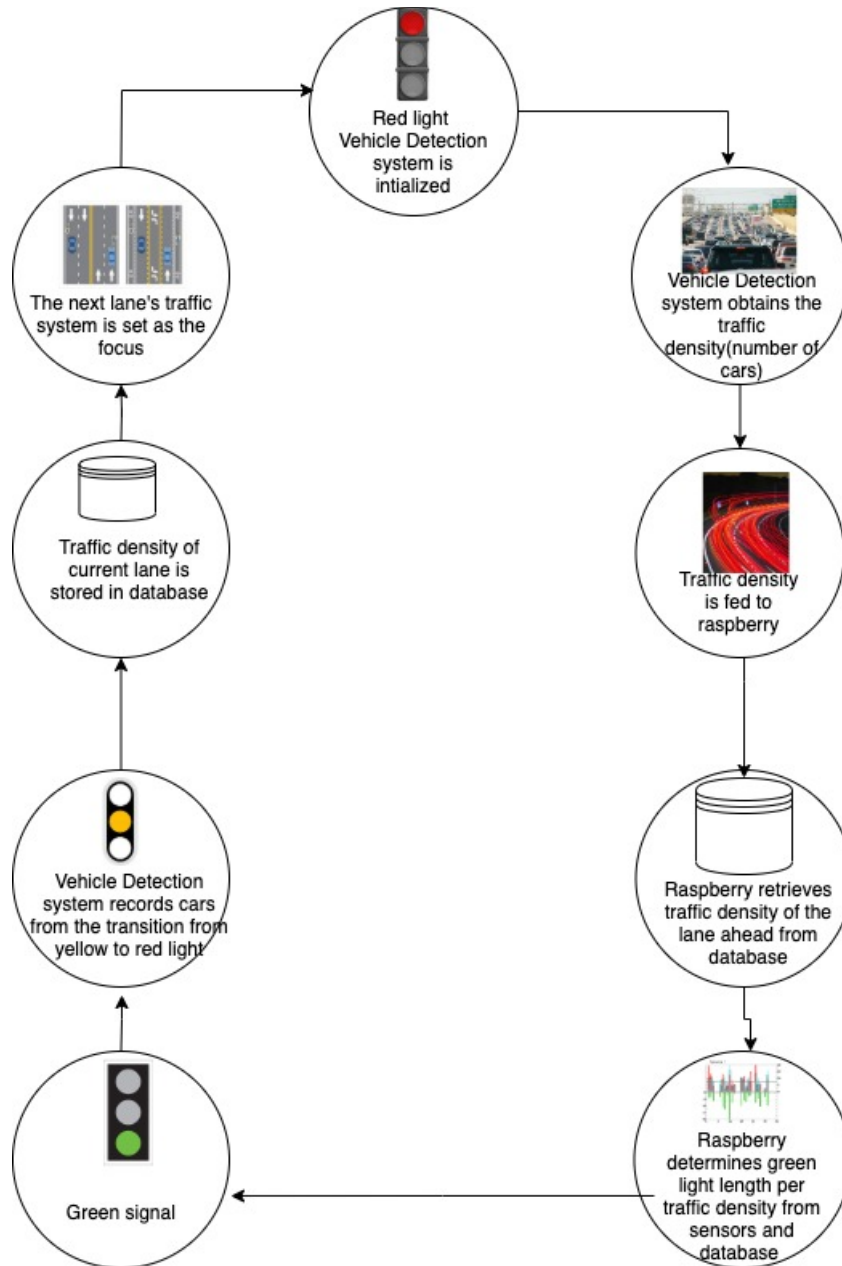 Red light
Vehicle Detection
system is
intialized
Vehicle Detection
system obtains the
traffic
density(number of
cars)
Traffic density
is fed to
raspberry
Raspberry retrieves
traffic density of the
lane ahead from
database
Raspberry
determines green
light length per
traffic density from
sensors and
database
Green signal
Vehicle Detection
system records cars
from the transition from
yellow to red light
Traffic density of
current lane is
stored in database
The next lane's traffic
system is set as the
focus